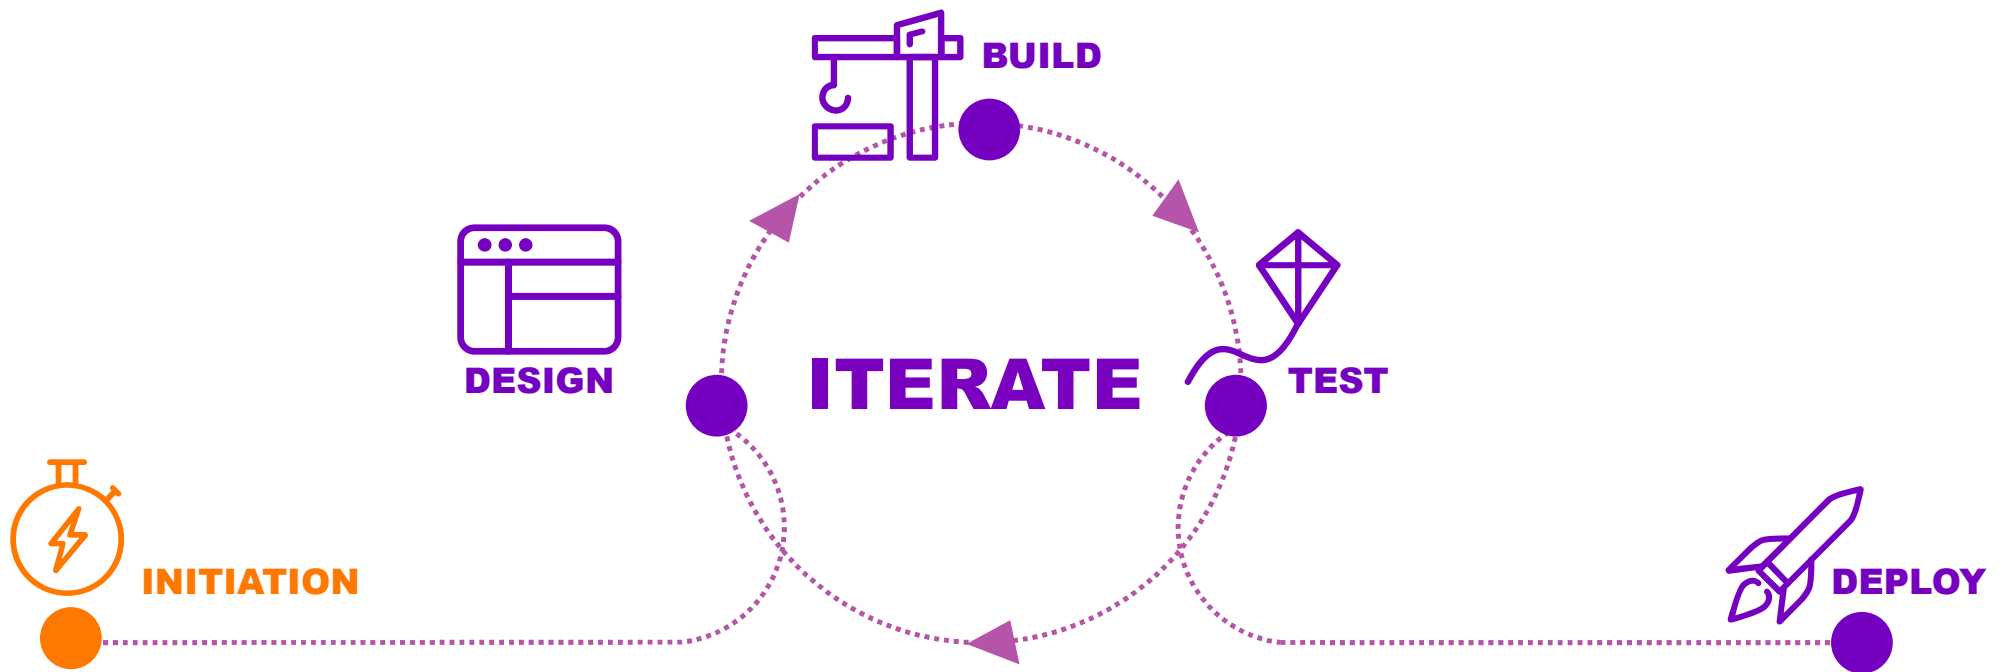 BUILD
DESIGN
ITERATE
TEST
INITIATION
DEPLOY